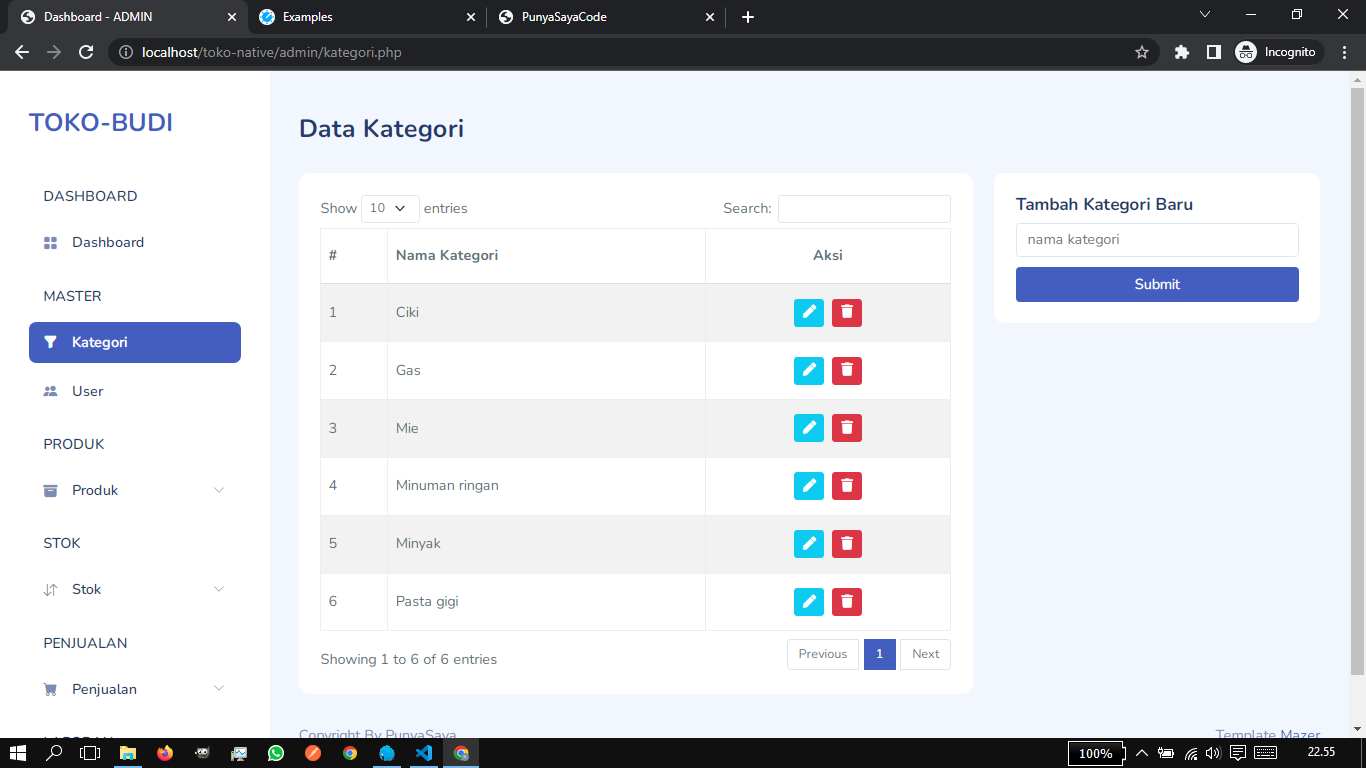 Dashboard - ADMIN
Examples
PunyaSayaCode
localhost/toko-native/admin/kategori.php
Incognito
TOKO-BUDI
DASHBOARD
Dashboard
MASTER
Kategori
User
PRODUK
Produk
STOK
Stok
PENJUALAN
Penjualan
Data Kategori
Show 10 entries
Search:
# Nama Kategori Aksi
1 Ciki
2 Gas
3 Mie
4 Minuman ringan
5 Minyak
6 Pasta gigi
Showing 1 to 6 of 6 entries
Previous 1 Next
Tambah Kategori Baru
nama kategori
Submit
Copyright By PunyaSaya
Template Mazer
100%
22.55